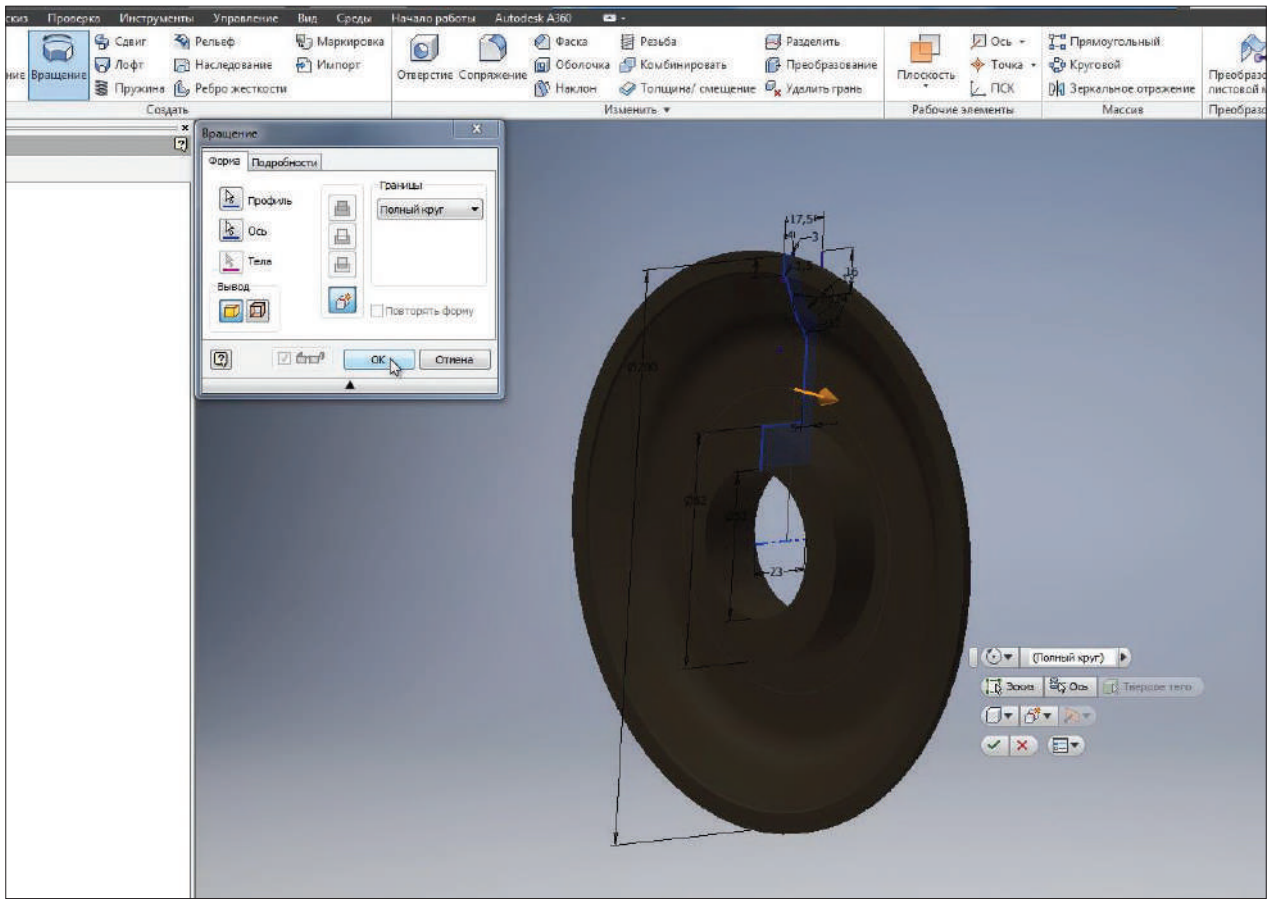 Проверка Инструменты Управление Вид Среды Начало работы Autodesk A360
Вращение
Сдвиг Рельеф Маркировка
Лофт Наследование Импорт
Пружина Ребро жесткости
Создать
Отверстие Сопряжение
Фаска Резьба Разделить
Оболочка Комбинировать Преобразование
Наклон Толщина/ смещение Удалить грань
Изменить
Плоскость
Ось
Точка
ПСК
Рабочие элементы
Прямоугольный
Круговой
Зеркальное отражение
Массив
Вращение
Форма Подробности
Профиль
Ось
Тела
Вывод
Границы
Полный круг
Повторять форму
OK Отмена
17,5
3
16
23
(Полный круг)
Эскиз Ось Твердое тело